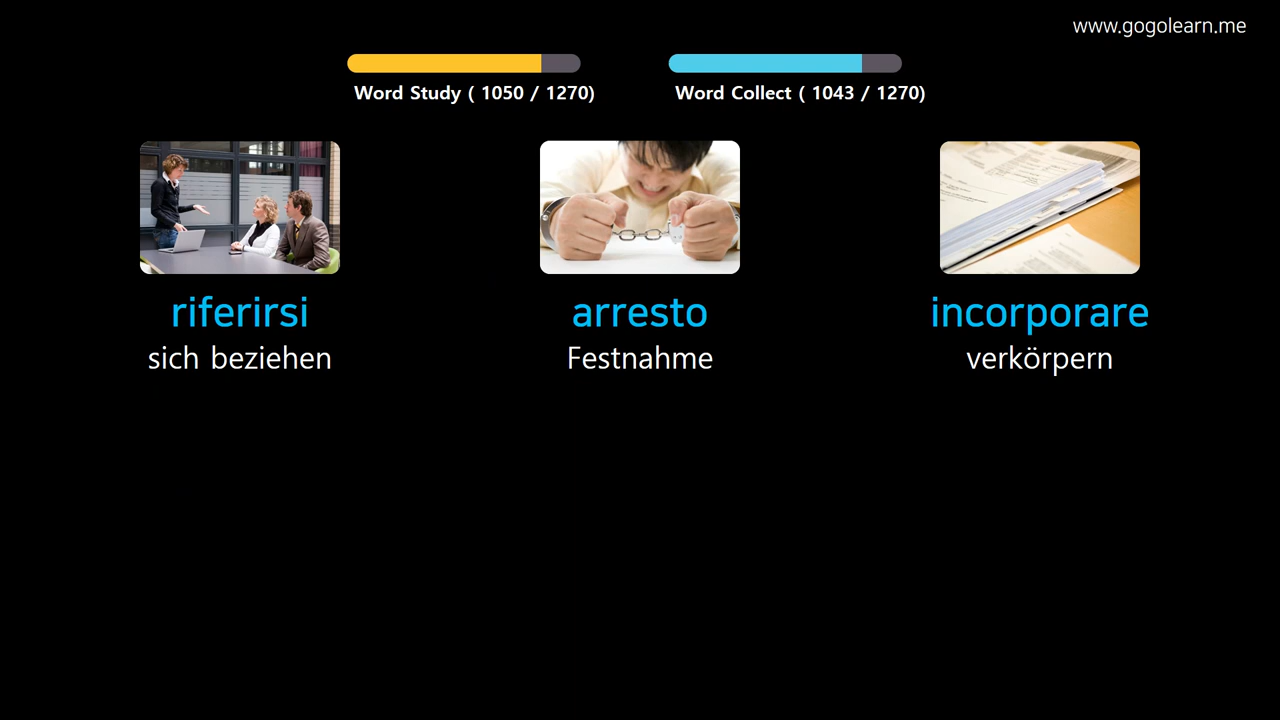 www.gogolearn.me
Word Study ( 1050 / 1270)
Word Collect ( 1043 / 1270)
riferirsi
sich beziehen
arresto
Festnahme
incorporare
verkörpern